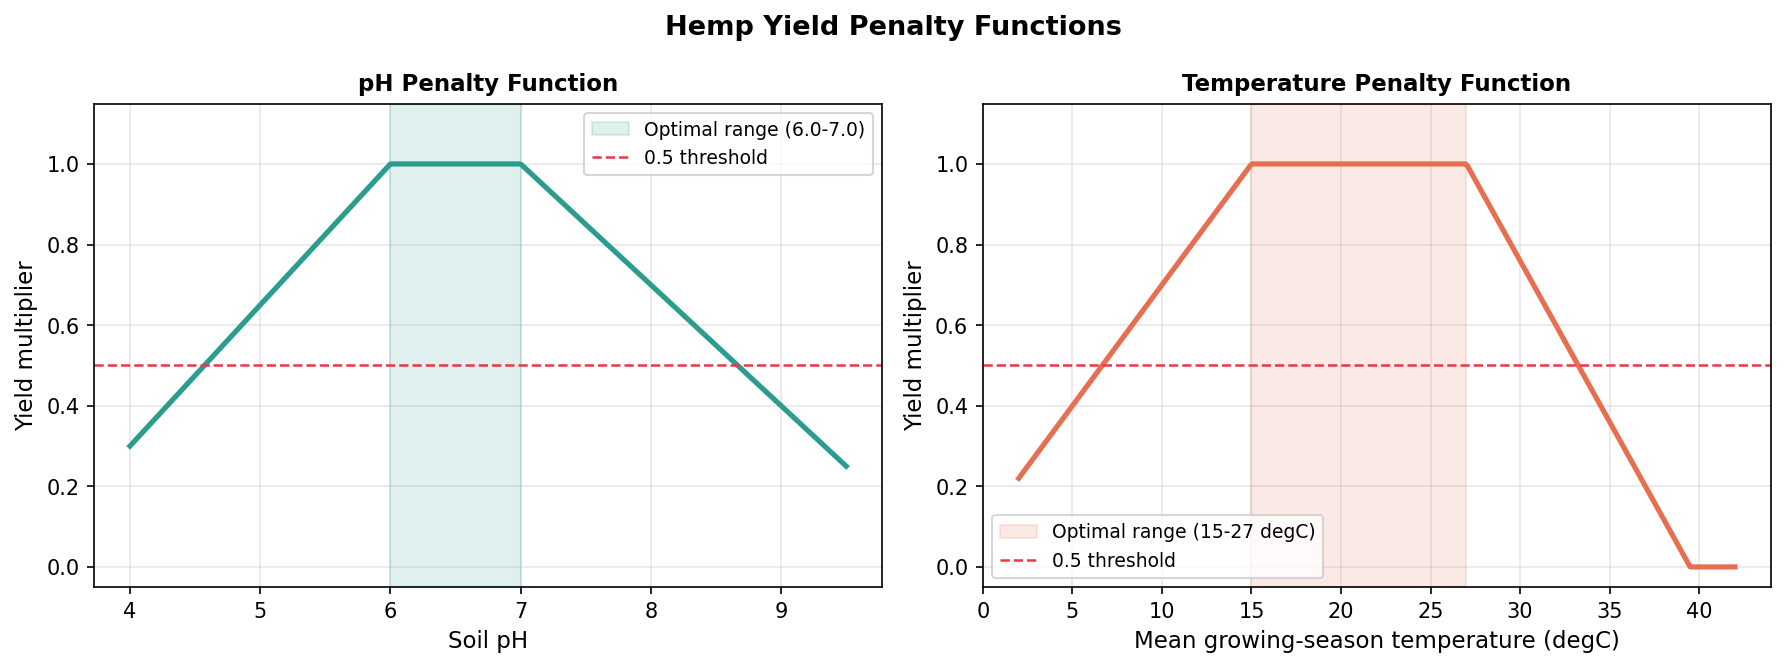 Hemp Yield Penalty Functions
pH Penalty Function
Yield multiplier
1.0
0.8
0.6
0.4
0.2
0.0
Optimal range (6.0-7.0)
0.5 threshold
4 5 6 7 8 9
Soil pH
Temperature Penalty Function
Yield multiplier
1.0
0.8
0.6
0.4
0.2
0.0
Optimal range (15-27 degC)
0.5 threshold
0 5 10 15 20 25 30 35 40
Mean growing-season temperature (degC)